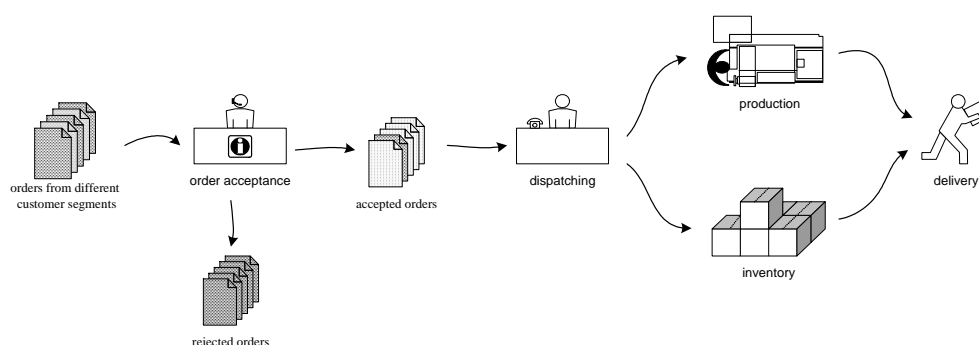 orders from different
customer segments
order acceptance
rejected orders
accepted orders
dispatching
production
inventory
delivery